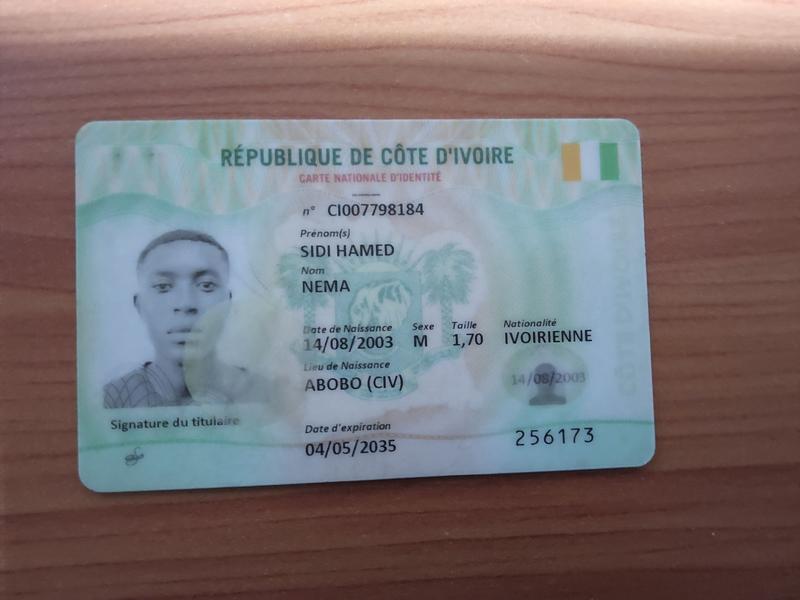 RÉPUBLIQUE DE CÔTE D'IVOIRE
CARTE NATIONALE D'IDENTITÉ
n° CI007798184
Prénom(s)
SIDI HAMED
Nom
NEMA
Date de Naissance Sexe Taille Nationalité
14/08/2003 M 1,70 IVOIRIENNE
Lieu de Naissance
ABOBO (CIV)
14/08/2003
Signature du titulaire
Date d'expiration
04/05/2035
256173